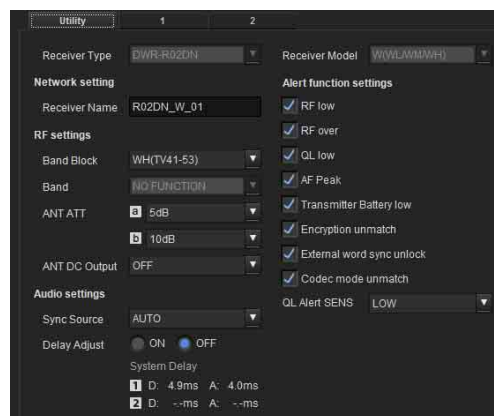 Utility 1 2
Receiver Type DWR-R02DN
Receiver Model W(WL/WM/WH)
Network setting
Receiver Name R02DN_W_01
RF settings
Band Block WH(TV41-53)
Band NO FUNCTION
ANT ATT a 5dB
b 10dB
ANT DC Output OFF
Audio settings
Sync Source AUTO
Delay Adjust ON OFF
System Delay
1 D: 4.9ms A: 4.0ms
2 D: -.--ms A: -.--ms
Alert function settings
RF low
RF over
QL low
AF Peak
Transmitter Battery low
Encryption unmatch
External word sync unlock
Codec mode unmatch
QL Alert SENS LOW